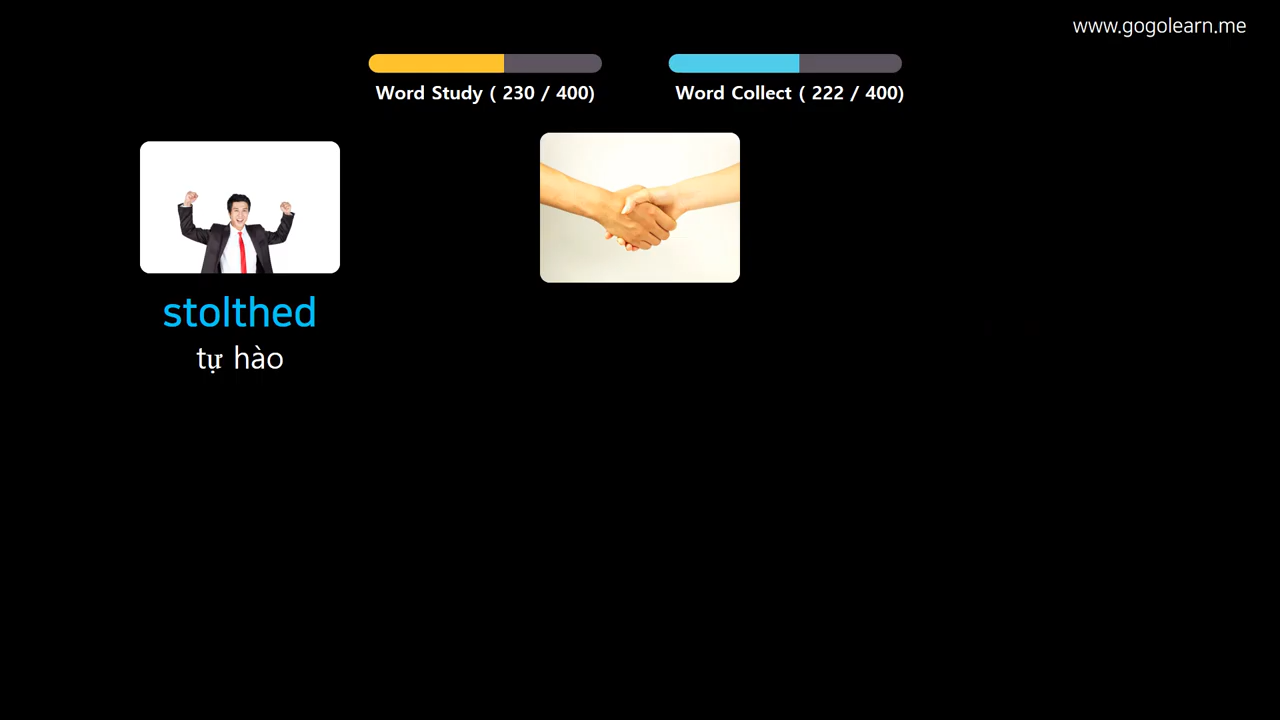 www.gogolearn.me
Word Study ( 230 / 400)
Word Collect ( 222 / 400)
stolthed
tự hào